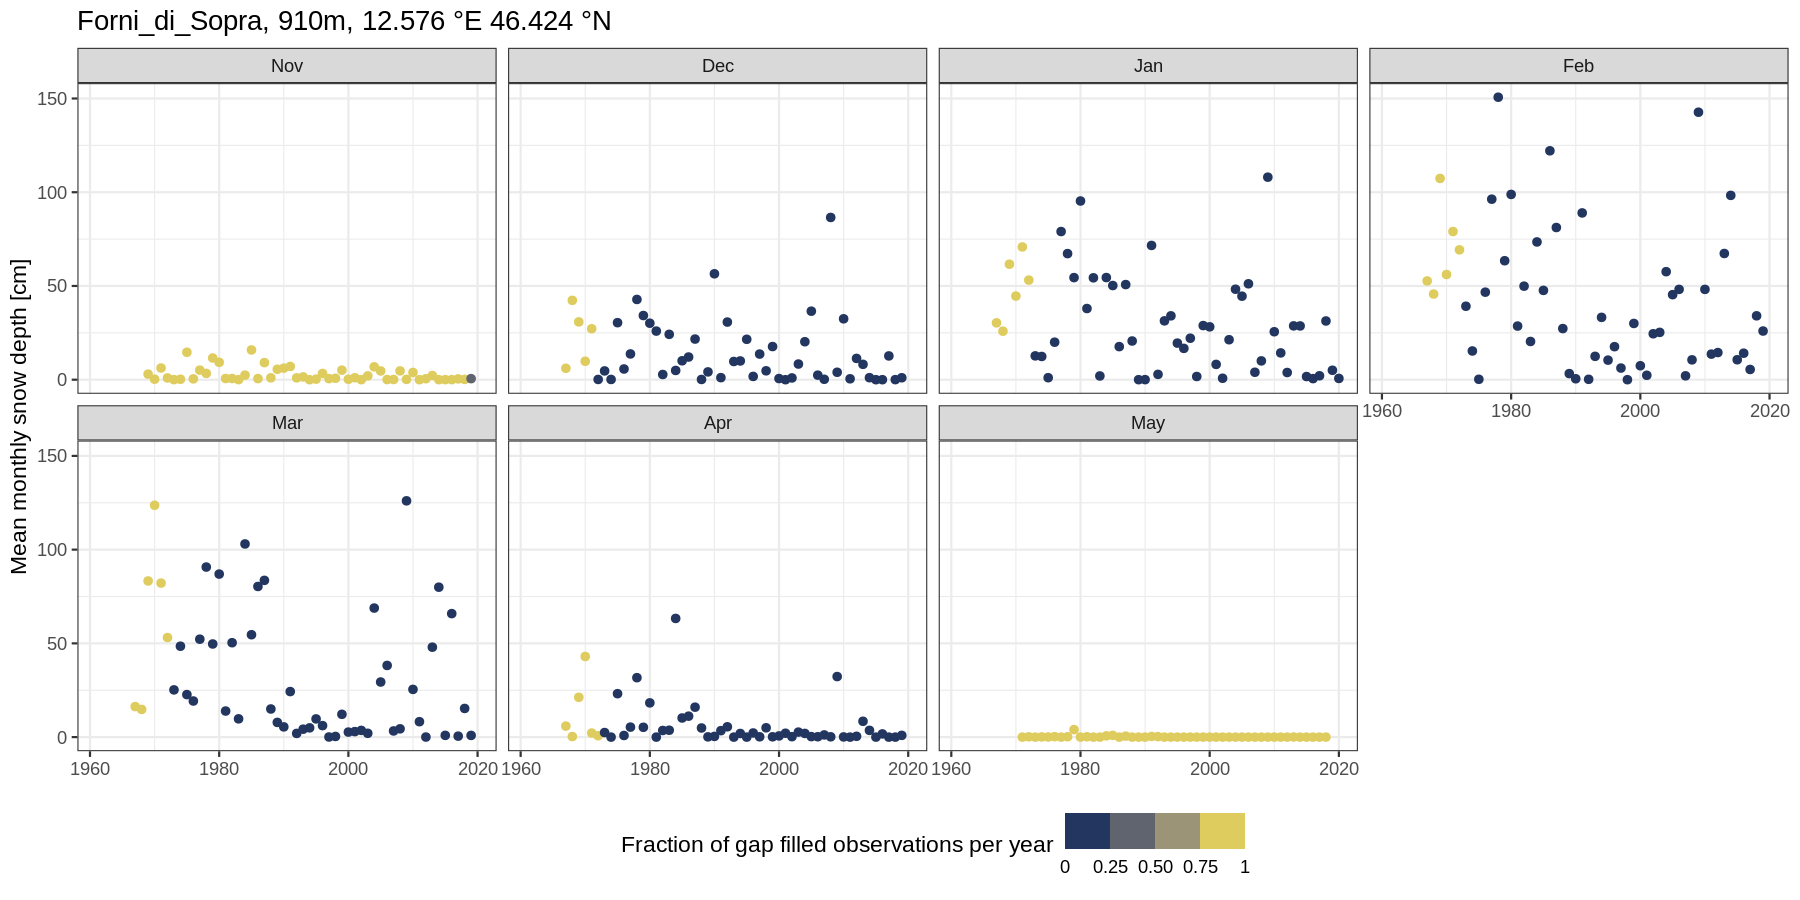 Forni_di_Sopra, 910m, 12.576 °E 46.424 °N
Nov Dec Jan Feb
150
100
50
0
1960 1980 2000 2020
Mean monthly snow depth [cm]
Mar Apr May
150
100
50
0
1960 1980 2000 2020 1960 1980 2000 2020 1960 1980 2000 2020
Fraction of gap filled observations per year
0 0.25 0.50 0.75 1